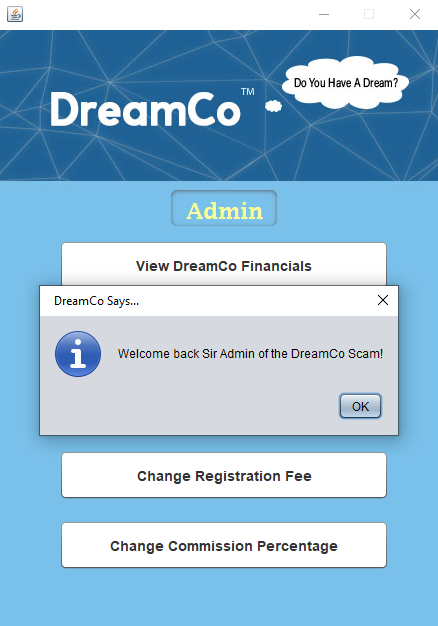 DreamCo™
Do You Have A Dream?
Admin
View DreamCo Financials
DreamCo Says...
Welcome back Sir Admin of the DreamCo Scam!
OK
Change Registration Fee
Change Commission Percentage